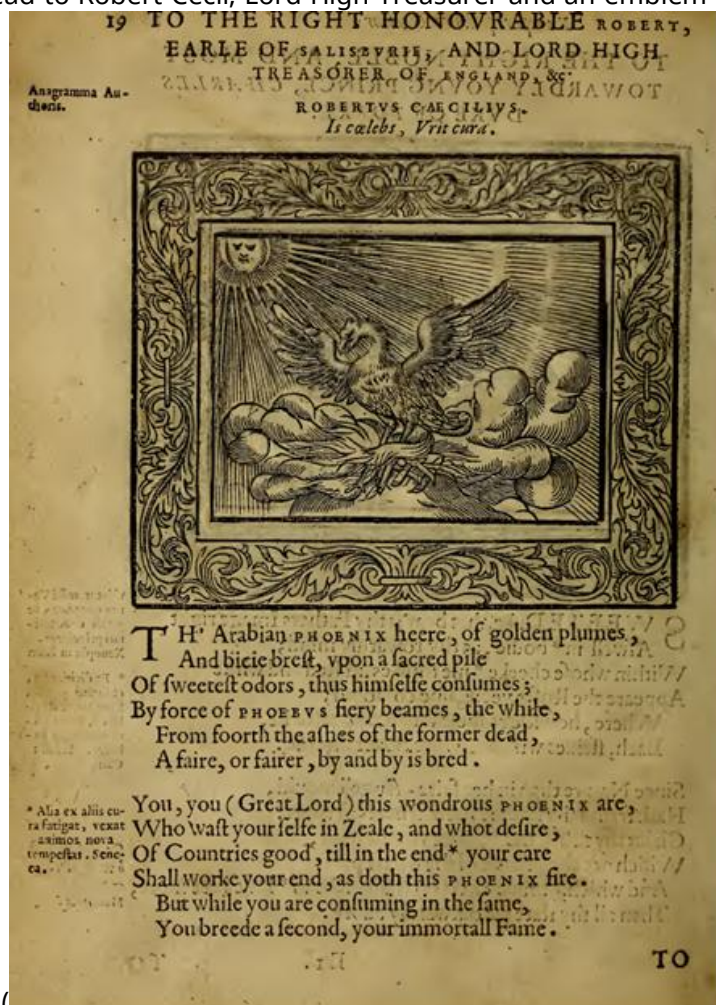 ead to Robert Cecil, Lord High Treasurer and an emblem
19 TO THE RIGHT HONOVRABLE ROBERT,
EARLE OF SALISBVRIE, AND LORD HIGH
TREASORER OF ENGLAND, &c.
Anagramma Au-
thoris.
ROBERTVS CAECILIVS.
Is cœlebs, Vrit cura.
TH' Arabian PHOENIX heere, of golden plumes,
And bicie brest, vpon a sacred pile
Of sweetest odors, thus himselfe consumes;
By force of PHOEBVS fiery beames, the while,
From foorth the ashes of the former dead,
A faire, or fairer, by and by is bred.
You, you (Great Lord) this wondrous PHOENIX are,
Who wast your selfe in Zeale, and whot desire,
Of Countries good, till in the end * your care
Shall worke your end, as doth this PHOENIX fire.
But while you are consuming in the same,
You breede a second, your immortall Fame.
* Alia ex aliis cu-
ra fatigat, vexat
animos nova
tempestas. Sene-
ca.
TO
(